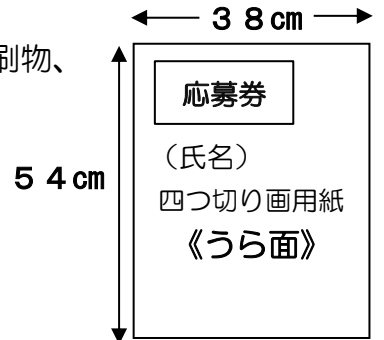 38cm
刷物、
応募券
(氏名)
54cm
四つ切り画用紙
《うら面》